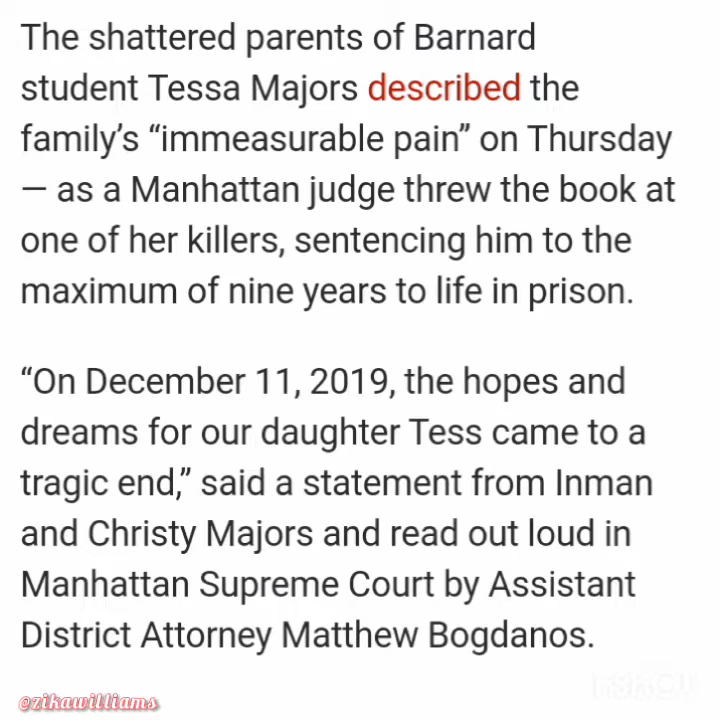 The shattered parents of Barnard
student Tessa Majors described the
family’s “immeasurable pain” on Thursday
— as a Manhattan judge threw the book at
one of her killers, sentencing him to the
maximum of nine years to life in prison.
“On December 11, 2019, the hopes and
dreams for our daughter Tess came to a
tragic end,” said a statement from Inman
and Christy Majors and read out loud in
Manhattan Supreme Court by Assistant
District Attorney Matthew Bogdanos.
@zikawilliams